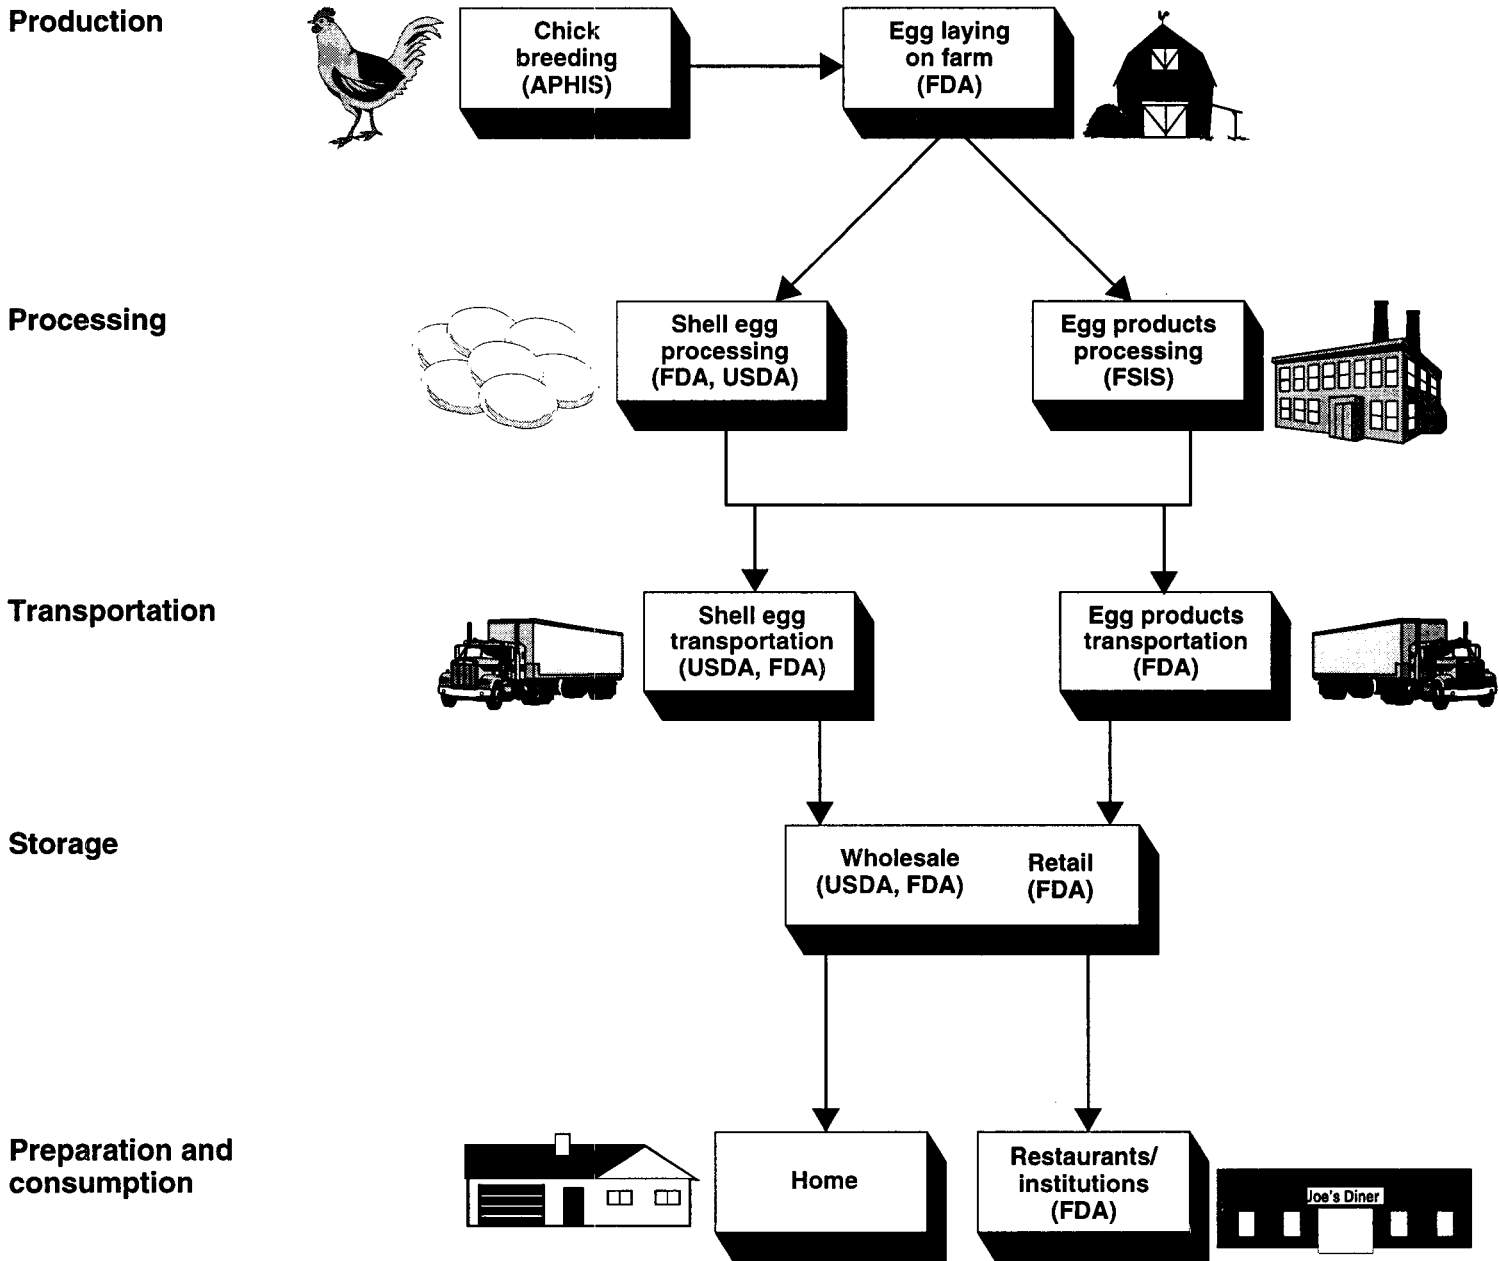 Production
Chick
breeding
(APHIS)
Egg laying
on farm
(FDA)
Processing
Shell egg
processing
(FDA, USDA)
Egg products
processing
(FSIS)
Transportation
Shell egg
transportation
(USDA, FDA)
Egg products
transportation
(FDA)
Storage
Wholesale
(USDA, FDA)
Retail
(FDA)
Preparation and
consumption
Home
Restaurants/
institutions
(FDA)
Joe's Diner